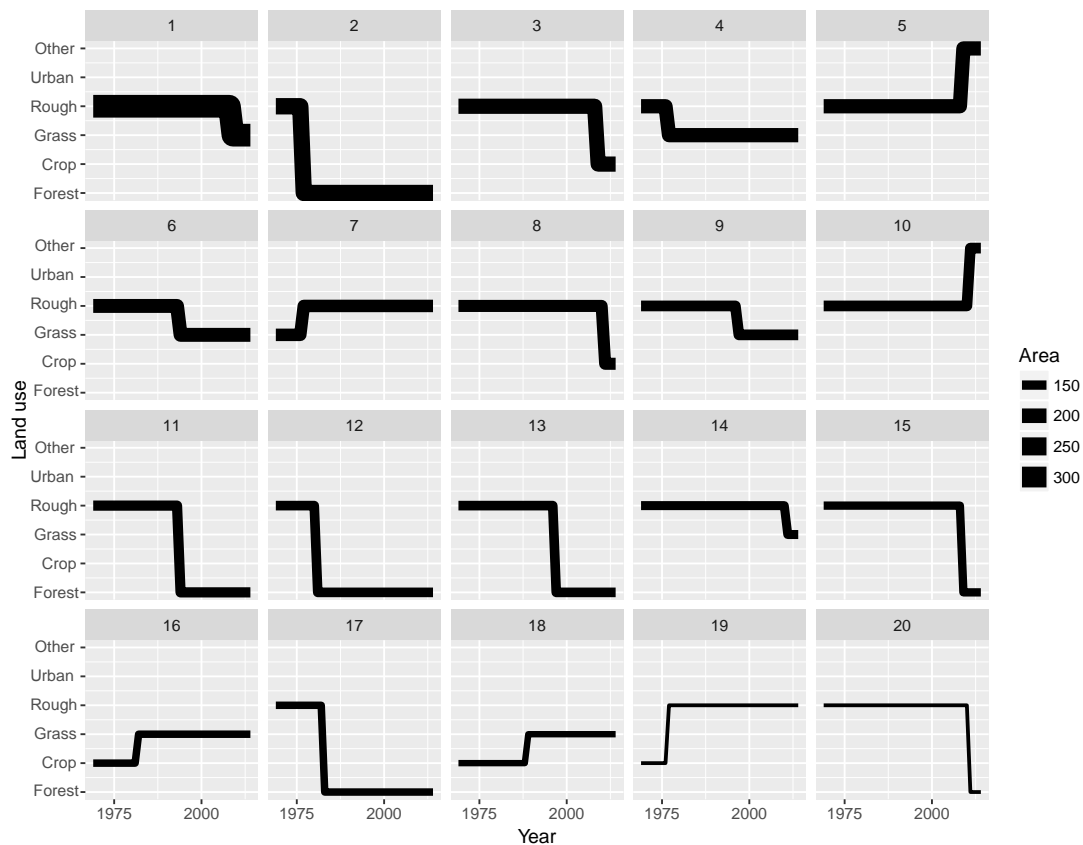 1 2 3 4 5
Other
Urban
Rough
Grass
Crop
Forest
6 7 8 9 10
Other
Urban
Rough
Grass
Crop
Forest
11 12 13 14 15
Other
Urban
Rough
Grass
Crop
Forest
16 17 18 19 20
Other
Urban
Rough
Grass
Crop
Forest
1975 2000 1975 2000 1975 2000 1975 2000 1975 2000
Year
Land use
Area
150
200
250
300